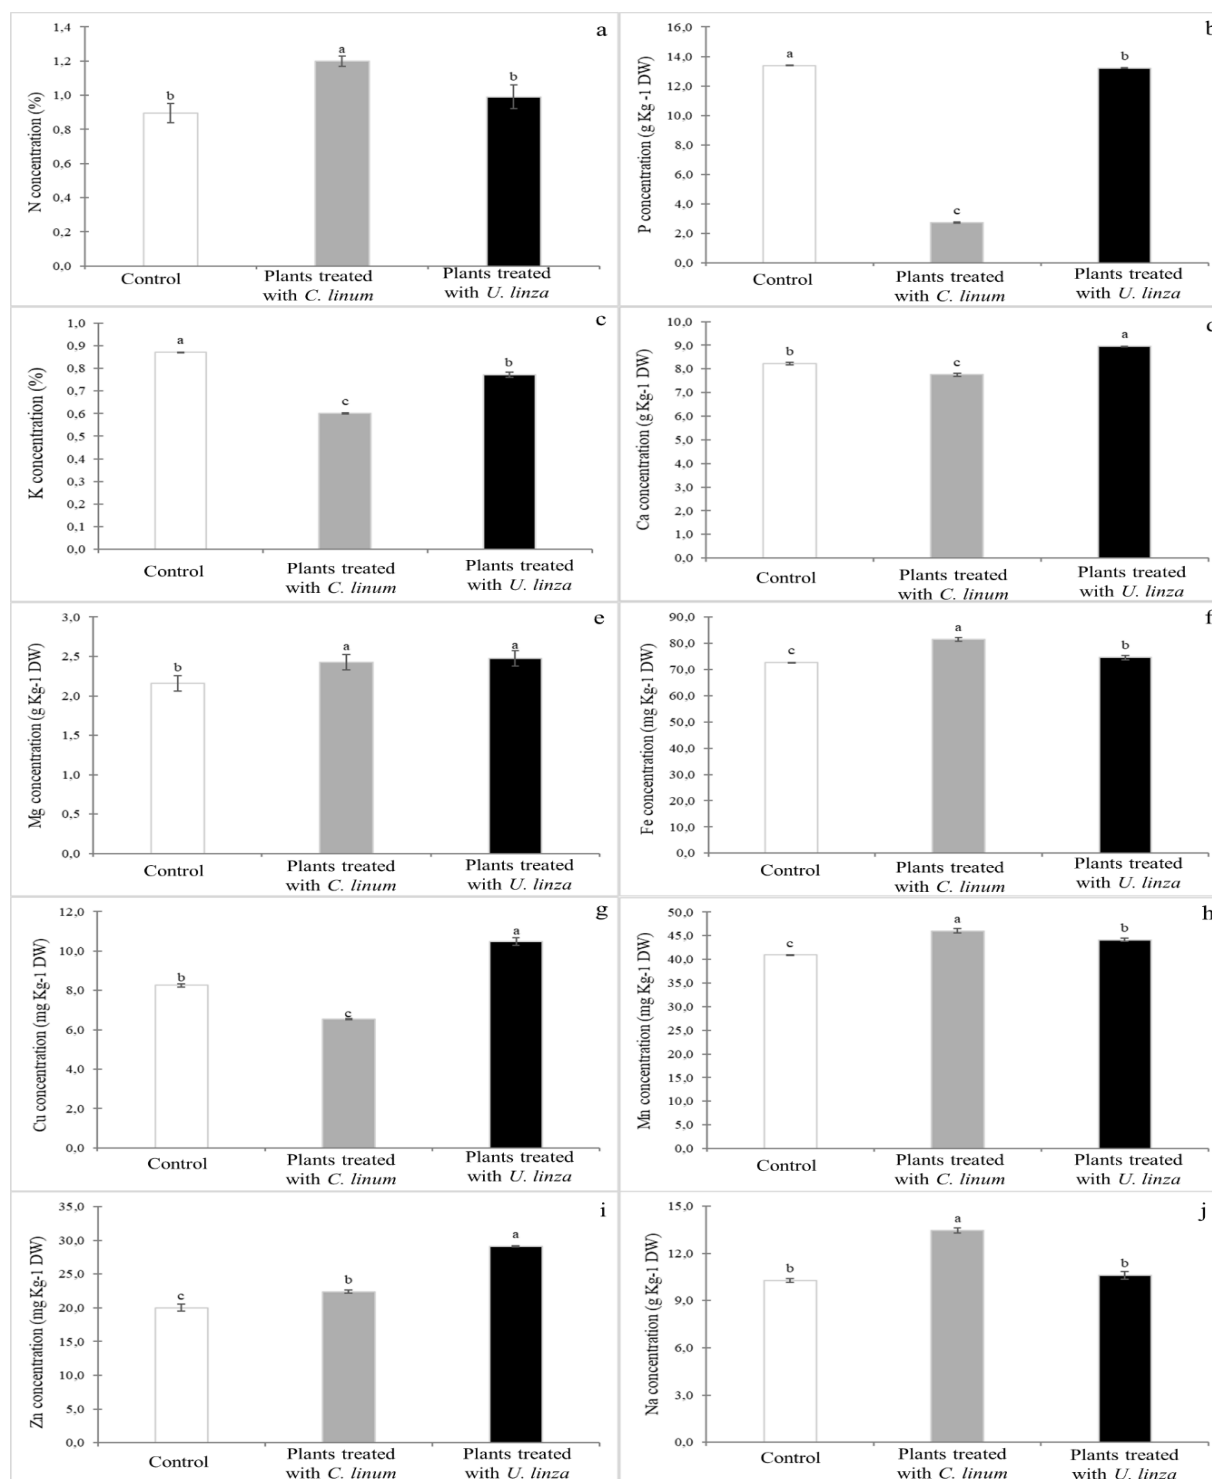 a
N concentration (%)
1,4
1,2
1,0
0,8
0,6
0,4
0,2
0,0
b
a
b
Control
Plants treated
with C. linum
Plants treated
with U. linza
b
P concentration (g Kg -1 DW)
16,0
14,0
12,0
10,0
8,0
6,0
4,0
2,0
0,0
a
c
b
Control
Plants treated
with C. linum
Plants treated
with U. linza
c
K concentration (%)
1,0
0,9
0,8
0,7
0,6
0,5
0,4
0,3
0,2
0,1
0,0
a
c
b
Control
Plants treated
with C. linum
Plants treated
with U. linza
Ca concentration (g Kg-1 DW)
10,0
9,0
8,0
7,0
6,0
5,0
4,0
3,0
2,0
1,0
0,0
b
c
a
Control
Plants treated
with C. linum
Plants treated
with U. linza
e
Mg concentration (g Kg-1 DW)
3,0
2,5
2,0
1,5
1,0
0,5
0,0
b
a
a
Control
Plants treated
with C. linum
Plants treated
with U. linza
f
Fe concentration (mg Kg-1 DW)
90,0
80,0
70,0
60,0
50,0
40,0
30,0
20,0
10,0
0,0
c
a
b
Control
Plants treated
with C. linum
Plants treated
with U. linza
g
Cu concentration (mg Kg-1 DW)
12,0
10,0
8,0
6,0
4,0
2,0
0,0
b
c
a
Control
Plants treated
with C. linum
Plants treated
with U. linza
h
Mn concentration (mg Kg-1 DW)
50,0
45,0
40,0
35,0
30,0
25,0
20,0
15,0
10,0
5,0
0,0
c
a
b
Control
Plants treated
with C. linum
Plants treated
with U. linza
i
Zn concentration (mg Kg-1 DW)
35,0
30,0
25,0
20,0
15,0
10,0
5,0
0,0
c
b
a
Control
Plants treated
with C. linum
Plants treated
with U. linza
j
Na concentration (g Kg-1 DW)
15,0
12,0
9,0
6,0
3,0
0,0
b
a
b
Control
Plants treated
with C. linum
Plants treated
with U. linza